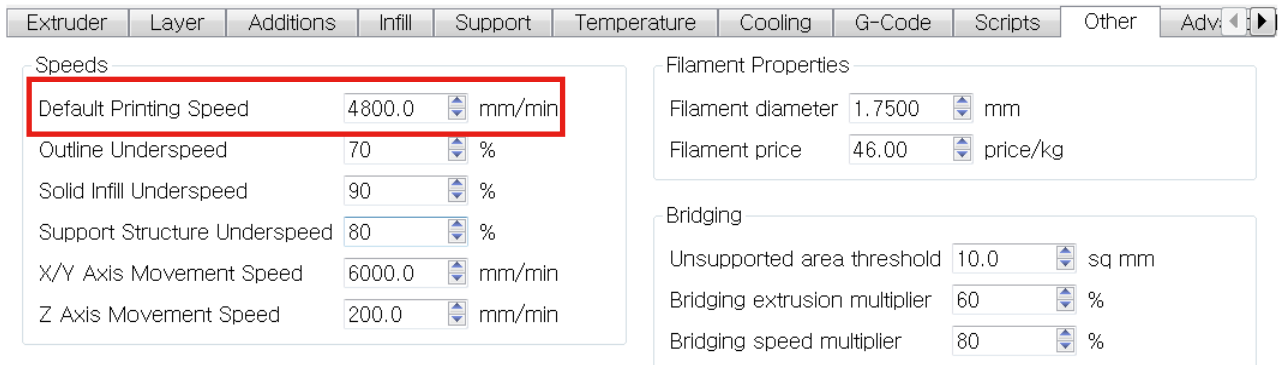 Extruder Layer Additions Infill Support Temperature Cooling G-Code Scripts Other Adv
Speeds
Default Printing Speed 4800.0 mm/min
Outline Underspeed 70 %
Solid Infill Underspeed 90 %
Support Structure Underspeed 80 %
X/Y Axis Movement Speed 6000.0 mm/min
Z Axis Movement Speed 200.0 mm/min
Filament Properties
Filament diameter 1.7500 mm
Filament price 46.00 price/kg
Bridging
Unsupported area threshold 10.0 sq mm
Bridging extrusion multiplier 60 %
Bridging speed multiplier 80 %